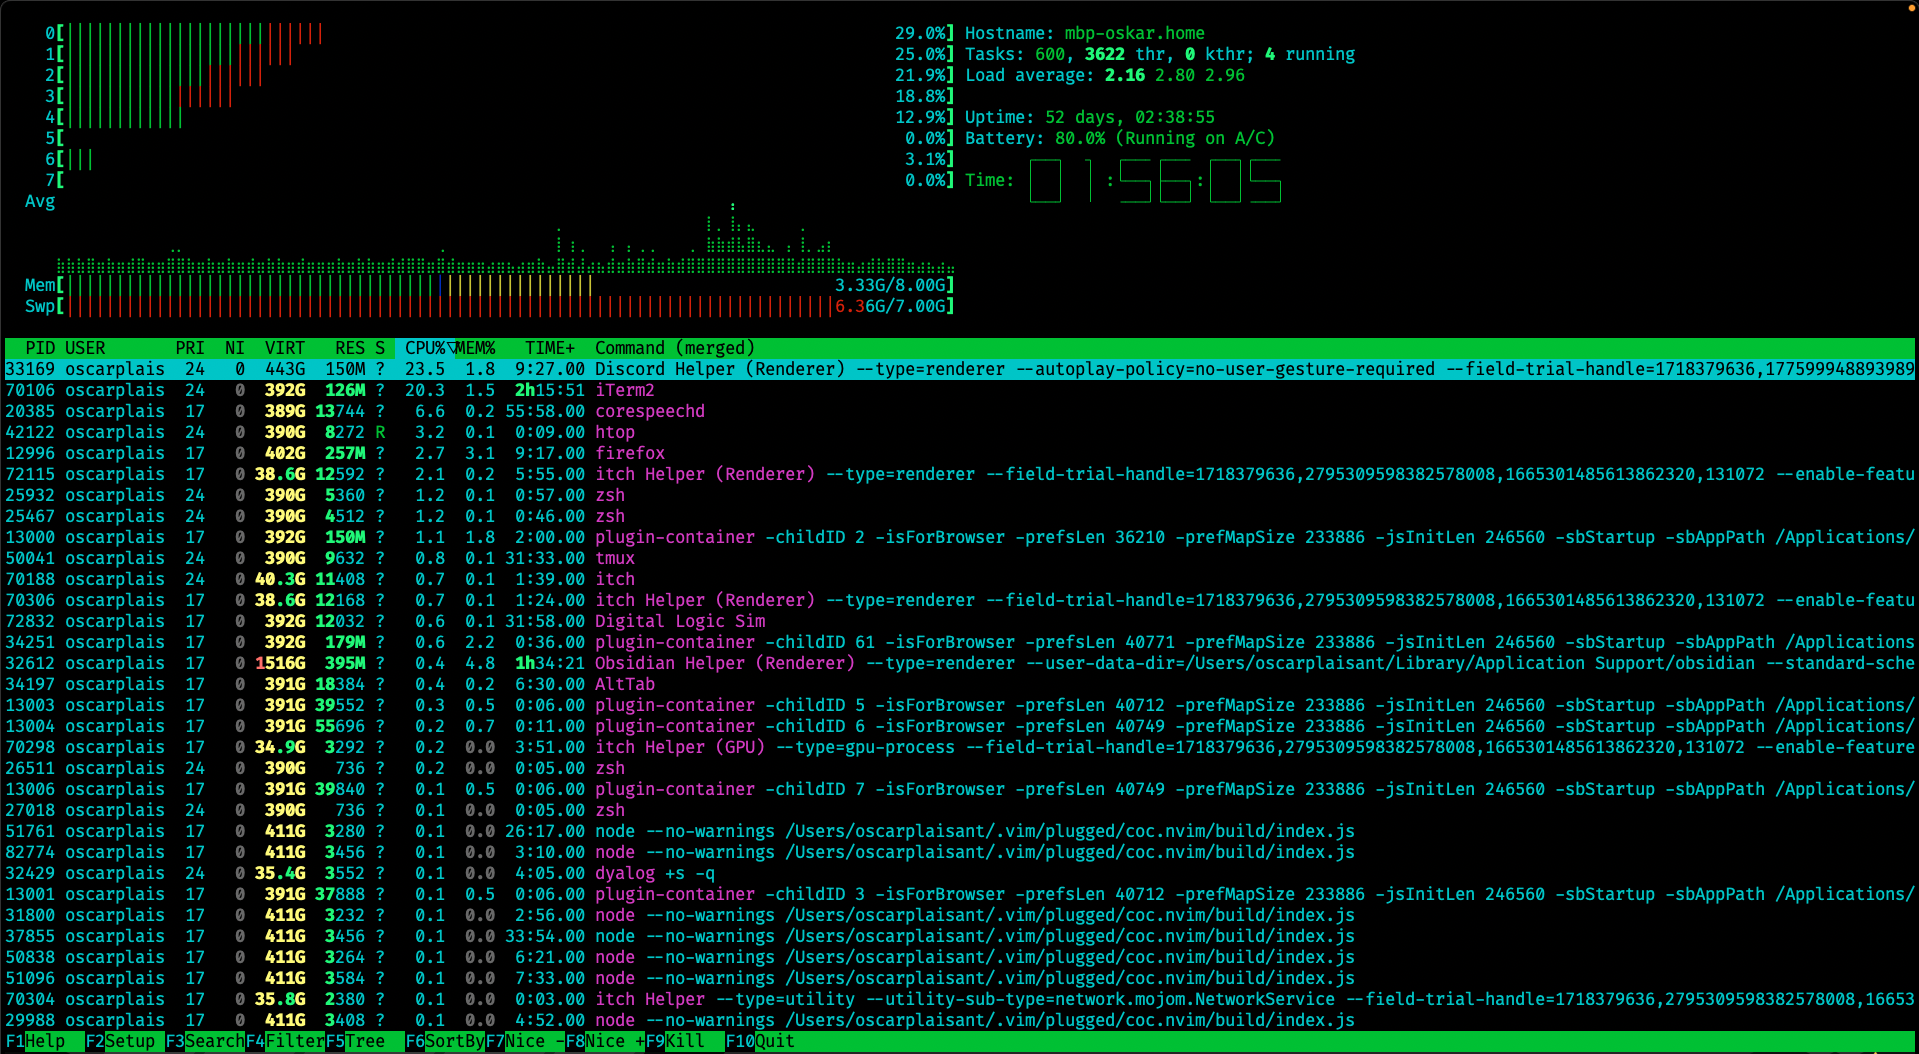 0[ 29.0%] Hostname: mbp-oskar.home
1[ 25.0%] Tasks: 600, 3622 thr, 0 kthr; 4 running
2[ 21.9%] Load average: 2.16 2.80 2.96
3[ 18.8%]
4[ 12.9%] Uptime: 52 days, 02:38:55
5[ 0.0%] Battery: 80.0% (Running on A/C)
6[ 3.1%]
7[ 0.0%] Time: 01:56:05
Avg
Mem[ 3.33G/8.00G]
Swp[ 6.36G/7.00G]
PID USER PRI NI VIRT RES S CPU%▽MEM% TIME+ Command (merged)
33169 oscarplais 24 0 443G 150M ? 23.5 1.8 9:27.00 Discord Helper (Renderer) --type=renderer --autoplay-policy=no-user-gesture-required --field-trial-handle=1718379636,177599948893989
70106 oscarplais 24 0 392G 126M ? 20.3 1.5 2h15:51 iTerm2
20385 oscarplais 17 0 389G 13744 ? 6.6 0.2 55:58.00 corespeechd
42122 oscarplais 24 0 390G 8272 R 3.2 0.1 0:09.00 htop
12996 oscarplais 17 0 402G 257M ? 2.7 3.1 9:17.00 firefox
72115 oscarplais 17 0 38.6G 12592 ? 2.1 0.2 5:55.00 itch Helper (Renderer) --type=renderer --field-trial-handle=1718379636,2795309598382578008,1665301485613862320,131072 --enable-featu
25932 oscarplais 24 0 390G 5360 ? 1.2 0.1 0:57.00 zsh
25467 oscarplais 24 0 390G 4512 ? 1.2 0.1 0:46.00 zsh
13000 oscarplais 17 0 392G 150M ? 1.1 1.8 2:00.00 plugin-container -childID 2 -isForBrowser -prefsLen 36210 -prefMapSize 233886 -jsInitLen 246560 -sbStartup -sbAppPath /Applications/
50041 oscarplais 24 0 390G 9632 ? 0.8 0.1 31:33.00 tmux
70188 oscarplais 24 0 40.3G 11408 ? 0.7 0.1 1:39.00 itch
70306 oscarplais 17 0 38.6G 12168 ? 0.7 0.1 1:24.00 itch Helper (Renderer) --type=renderer --field-trial-handle=1718379636,2795309598382578008,1665301485613862320,131072 --enable-featu
72832 oscarplais 17 0 392G 12032 ? 0.6 0.1 31:58.00 Digital Logic Sim
34251 oscarplais 17 0 392G 179M ? 0.6 2.2 0:36.00 plugin-container -childID 61 -isForBrowser -prefsLen 40771 -prefMapSize 233886 -jsInitLen 246560 -sbStartup -sbAppPath /Applications
32612 oscarplais 17 0 1516G 395M ? 0.4 4.8 1h34:21 Obsidian Helper (Renderer) --type=renderer --user-data-dir=/Users/oscarplaisant/Library/Application Support/obsidian --standard-sche
34197 oscarplais 17 0 391G 18384 ? 0.4 0.2 6:30.00 AltTab
13003 oscarplais 17 0 391G 39552 ? 0.3 0.5 0:06.00 plugin-container -childID 5 -isForBrowser -prefsLen 40712 -prefMapSize 233886 -jsInitLen 246560 -sbStartup -sbAppPath /Applications/
13004 oscarplais 17 0 391G 55696 ? 0.2 0.7 0:11.00 plugin-container -childID 6 -isForBrowser -prefsLen 40749 -prefMapSize 233886 -jsInitLen 246560 -sbStartup -sbAppPath /Applications/
70298 oscarplais 17 0 34.9G 3292 ? 0.2 0.0 3:51.00 itch Helper (GPU) --type=gpu-process --field-trial-handle=1718379636,2795309598382578008,1665301485613862320,131072 --enable-feature
26511 oscarplais 24 0 390G 736 ? 0.2 0.0 0:05.00 zsh
13006 oscarplais 17 0 391G 39840 ? 0.1 0.5 0:06.00 plugin-container -childID 7 -isForBrowser -prefsLen 40749 -prefMapSize 233886 -jsInitLen 246560 -sbStartup -sbAppPath /Applications/
27018 oscarplais 24 0 390G 736 ? 0.1 0.0 0:05.00 zsh
51761 oscarplais 17 0 411G 3280 ? 0.1 0.0 26:17.00 node --no-warnings /Users/oscarplaisant/.vim/plugged/coc.nvim/build/index.js
82774 oscarplais 17 0 411G 3456 ? 0.1 0.0 3:10.00 node --no-warnings /Users/oscarplaisant/.vim/plugged/coc.nvim/build/index.js
32429 oscarplais 24 0 35.4G 3552 ? 0.1 0.0 4:05.00 dyalog +s -q
13001 oscarplais 17 0 391G 37888 ? 0.1 0.5 0:06.00 plugin-container -childID 3 -isForBrowser -prefsLen 40712 -prefMapSize 233886 -jsInitLen 246560 -sbStartup -sbAppPath /Applications/
31800 oscarplais 17 0 411G 3232 ? 0.1 0.0 2:56.00 node --no-warnings /Users/oscarplaisant/.vim/plugged/coc.nvim/build/index.js
37855 oscarplais 17 0 411G 3456 ? 0.1 0.0 33:54.00 node --no-warnings /Users/oscarplaisant/.vim/plugged/coc.nvim/build/index.js
50838 oscarplais 17 0 411G 3264 ? 0.1 0.0 6:21.00 node --no-warnings /Users/oscarplaisant/.vim/plugged/coc.nvim/build/index.js
51096 oscarplais 17 0 411G 3584 ? 0.1 0.0 7:33.00 node --no-warnings /Users/oscarplaisant/.vim/plugged/coc.nvim/build/index.js
70304 oscarplais 17 0 35.8G 2380 ? 0.1 0.0 0:03.00 itch Helper --type=utility --utility-sub-type=network.mojom.NetworkService --field-trial-handle=1718379636,2795309598382578008,16653
29988 oscarplais 17 0 411G 3408 ? 0.1 0.0 4:52.00 node --no-warnings /Users/oscarplaisant/.vim/plugged/coc.nvim/build/index.js
F1Help F2Setup F3SearchF4FilterF5Tree F6SortByF7Nice -F8Nice +F9Kill F10Quit